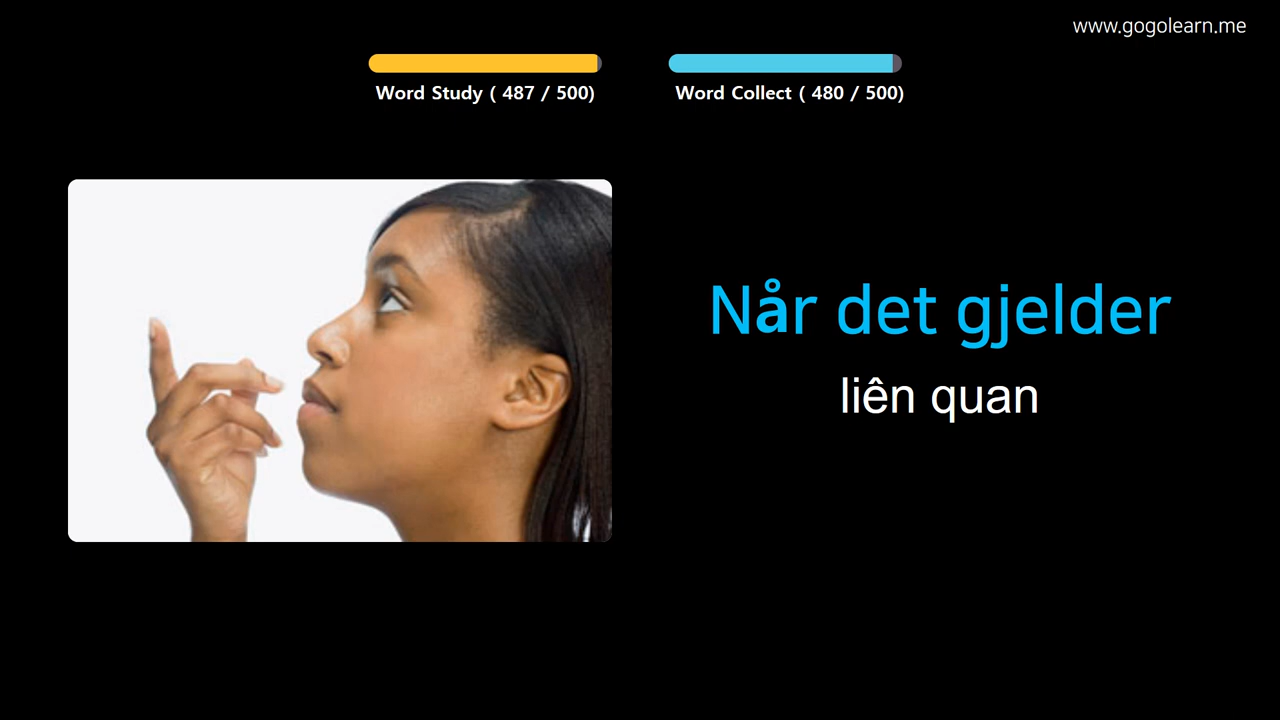 www.gogolearn.me
Word Study ( 487 / 500)
Word Collect ( 480 / 500)
Når det gjelder
liên quan